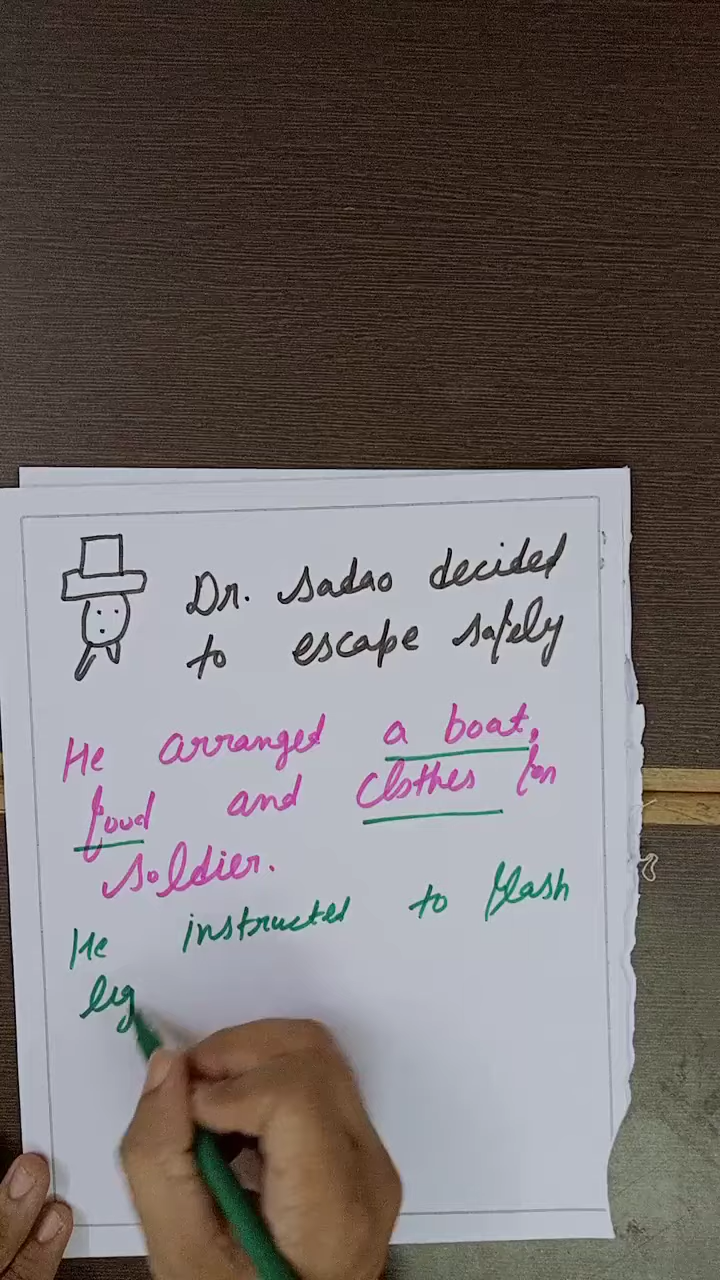 Dr. Sadao decided
to escape safely
He arranged a boat,
food and clothes for
soldier.
He instructed to flash
lig